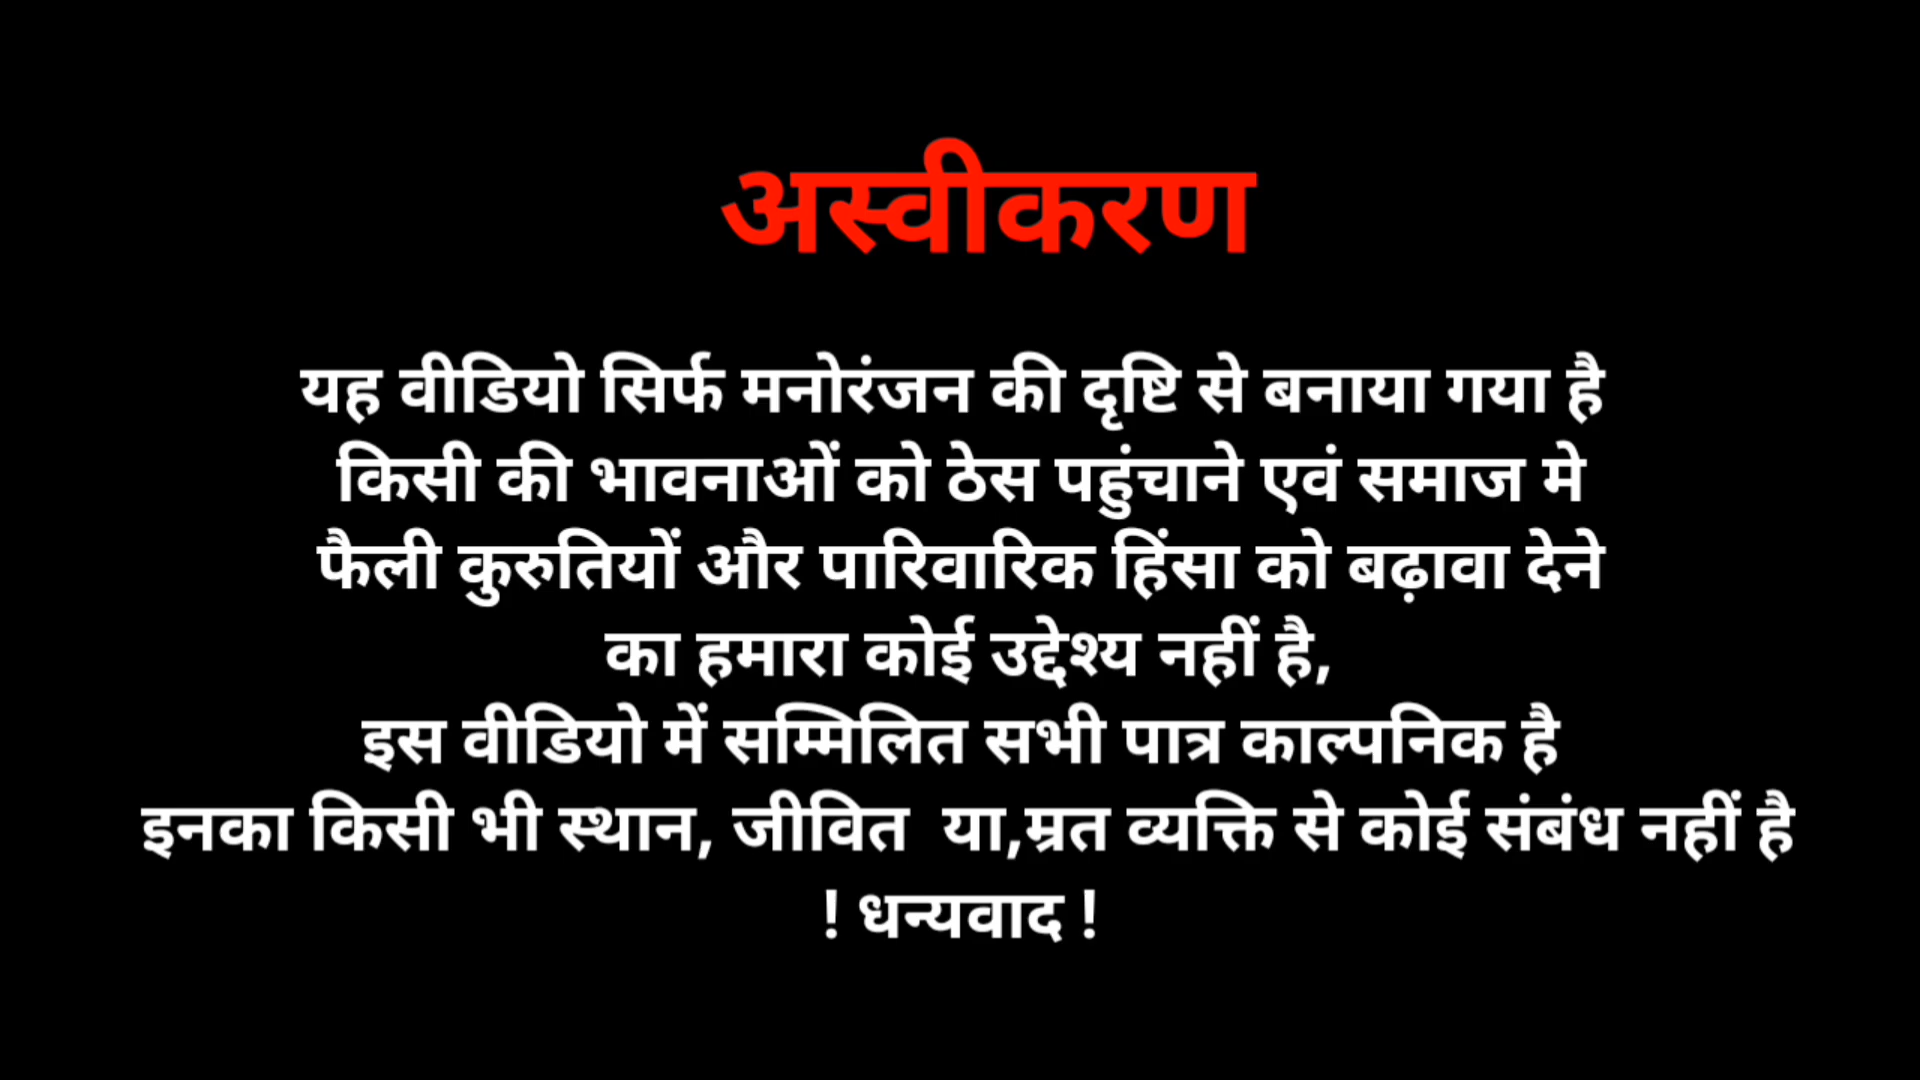 अस्वीकरण
यह वीडियो सिर्फ मनोरंजन की दृष्टि से बनाया गया है
किसी की भावनाओं को ठेस पहुंचाने एवं समाज मे
फैली कुरुतियों और पारिवारिक हिंसा को बढ़ावा देने
का हमारा कोई उद्देश्य नहीं है,
इस वीडियो में सम्मिलित सभी पात्र काल्पनिक है
इनका किसी भी स्थान, जीवित  या,म्रत व्यक्ति से कोई संबंध नहीं है
! धन्यवाद !